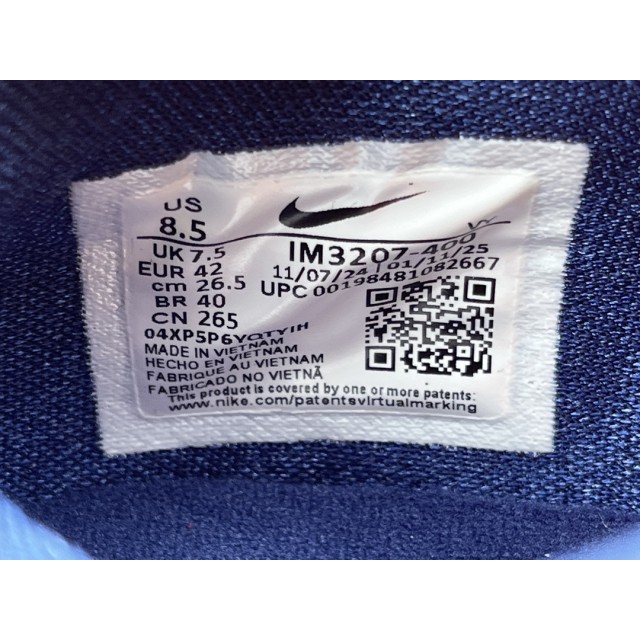 US
8.5
UK 7.5
EUR 42
cm 26.5
BR 40
CN 265
VY
IM3207-400
11/07/24 | 01/11/25
UPC 00198481082667
04XP5P6YQTYIH
MADE IN VIETNAM
HECHO EN VIETNAM
FABRIQUE AU VIETNAM
FABRICADO NO VIETNÃ
This product is covered by one or more patents:
www.nike.com/patentsvirtualmarking